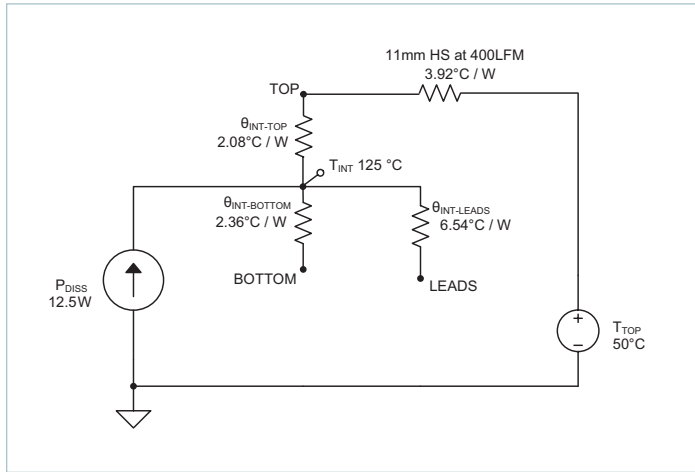 11mm HS at 400LFM
3.92°C / W
TOP
θINT-TOP
2.08°C / W
TINT 125 °C
θINT-BOTTOM
2.36°C / W
θINT-LEADS
6.54°C / W
BOTTOM
LEADS
PDISS
12.5W
+
–
TTOP
50°C